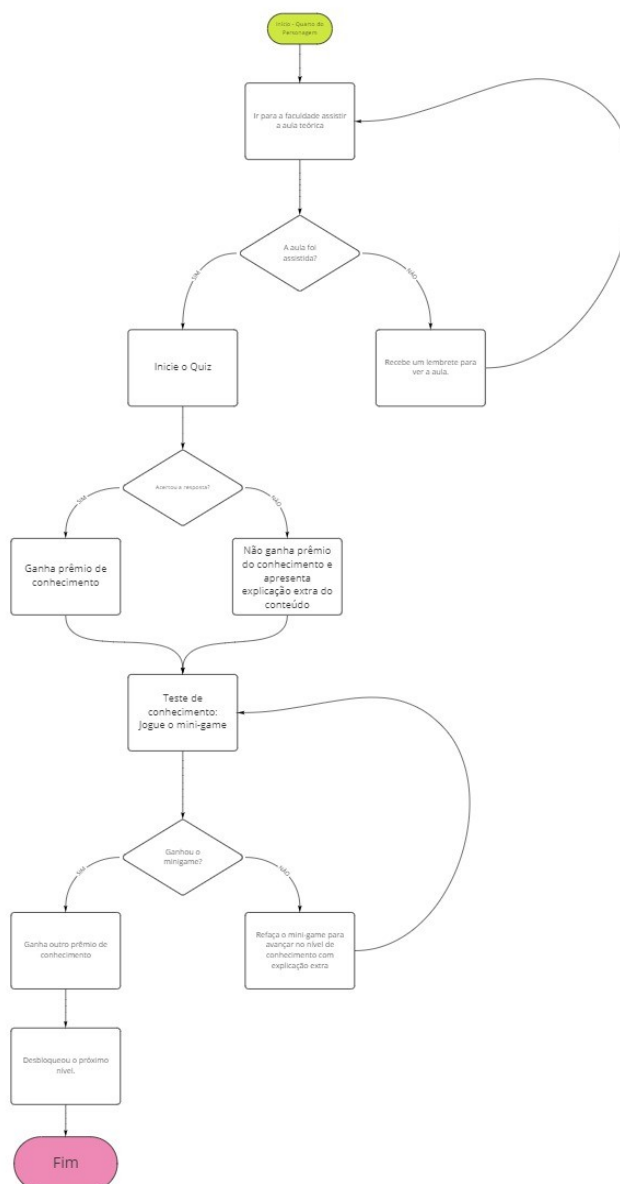 Início - Quarto do
Personagem
Ir para a faculdade assistir
a aula teórica
A aula foi
assistida?
SIM
NÃO
Inicie o Quiz
Recebe um lembrete para
ver a aula.
Acertou a resposta?
SIM
NÃO
Ganha prêmio de
conhecimento
Não ganha prêmio
do conhecimento e
apresenta
explicação extra do
conteúdo
Teste de
conhecimento:
Jogue o mini-game
Ganhou o
minigame?
SIM
NÃO
Ganha outro prêmio de
conhecimento
Refaça o mini-game para
avançar no nível de
conhecimento com
explicação extra
Desbloqueou o próximo
nível.
Fim